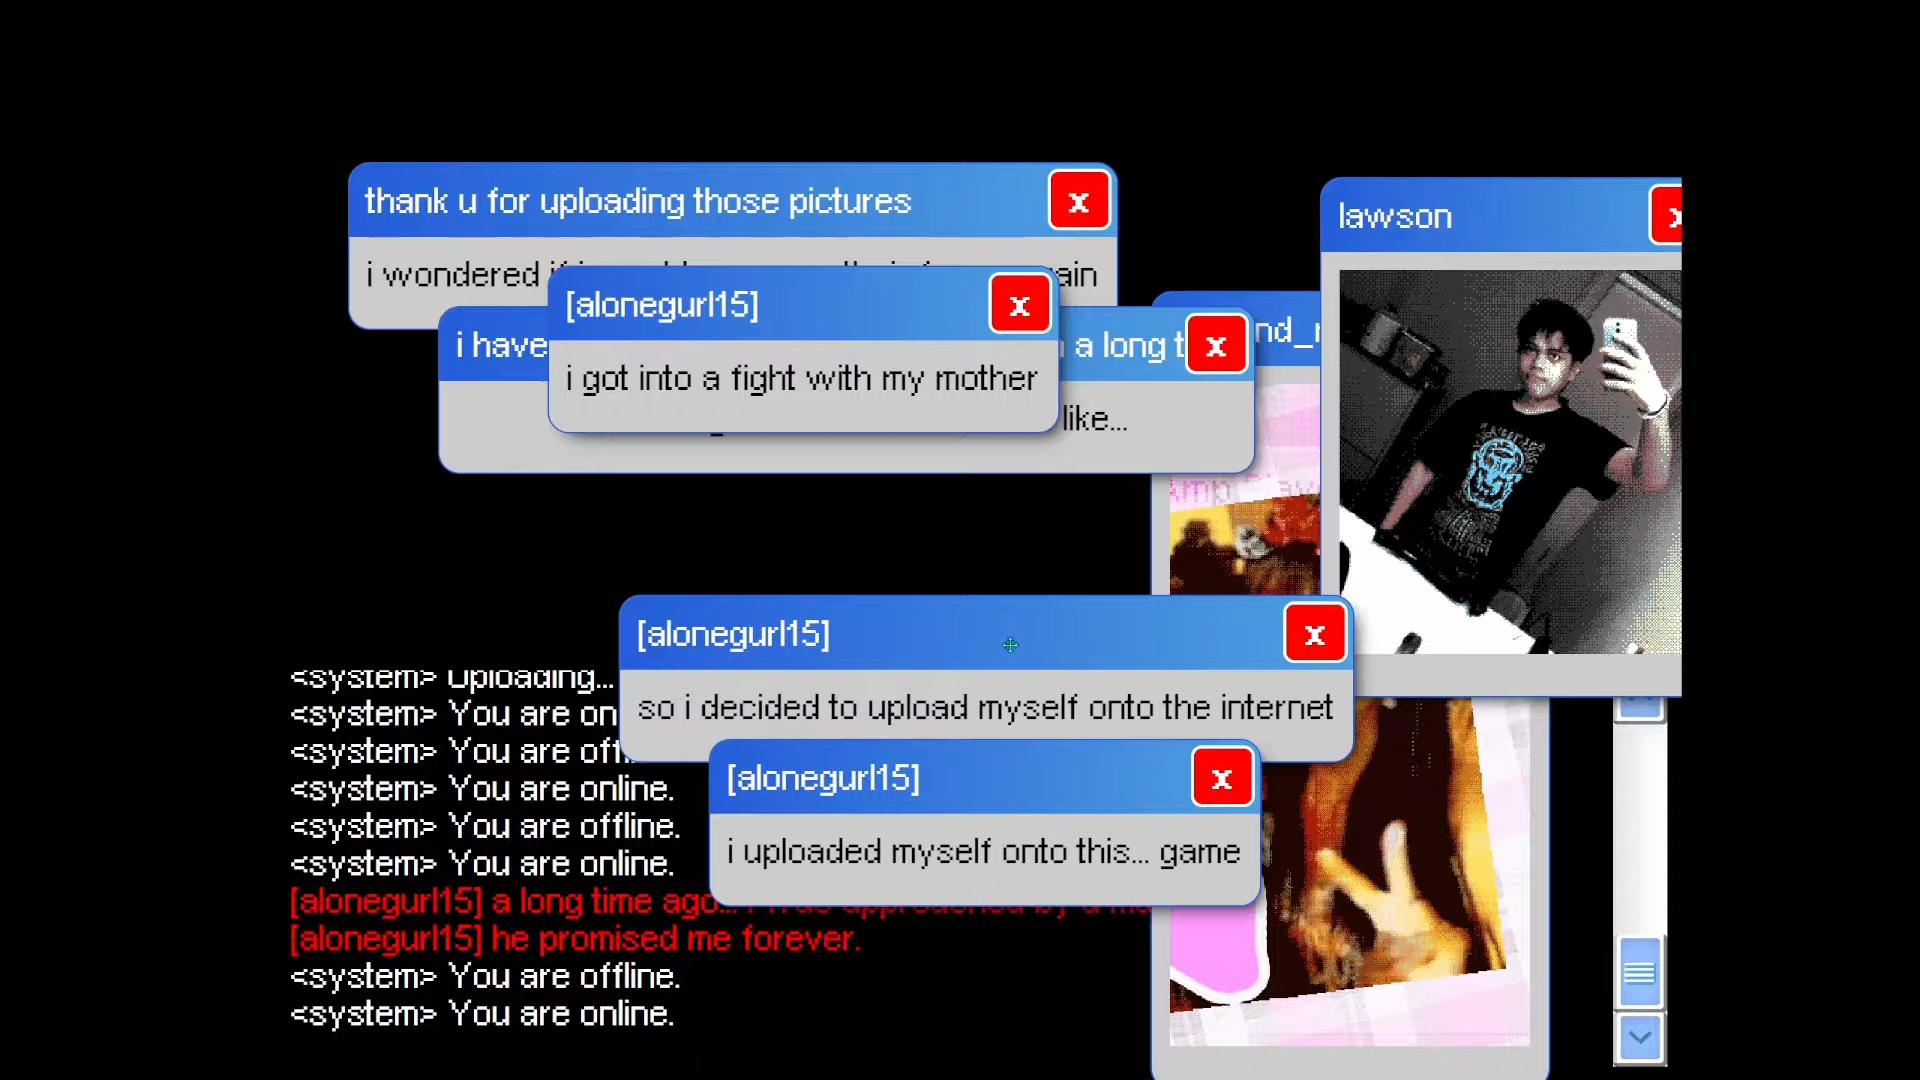 thank u for uploading those pictures
x
i wondered
ain
[alonegurl15]
x
i got into a fight with my mother
i have
a long t
x
like...
nd_r
lawson
x
[alonegurl15]
x
so i decided to upload myself onto the internet
[alonegurl15]
x
i uploaded myself onto this... game
<system> Uploading...
<system> You are on
<system> You are off
<system> You are online.
<system> You are offline.
<system> You are online.
[alonegurl15] a long time ago...
[alonegurl15] he promised me forever.
<system> You are offline.
<system> You are online.